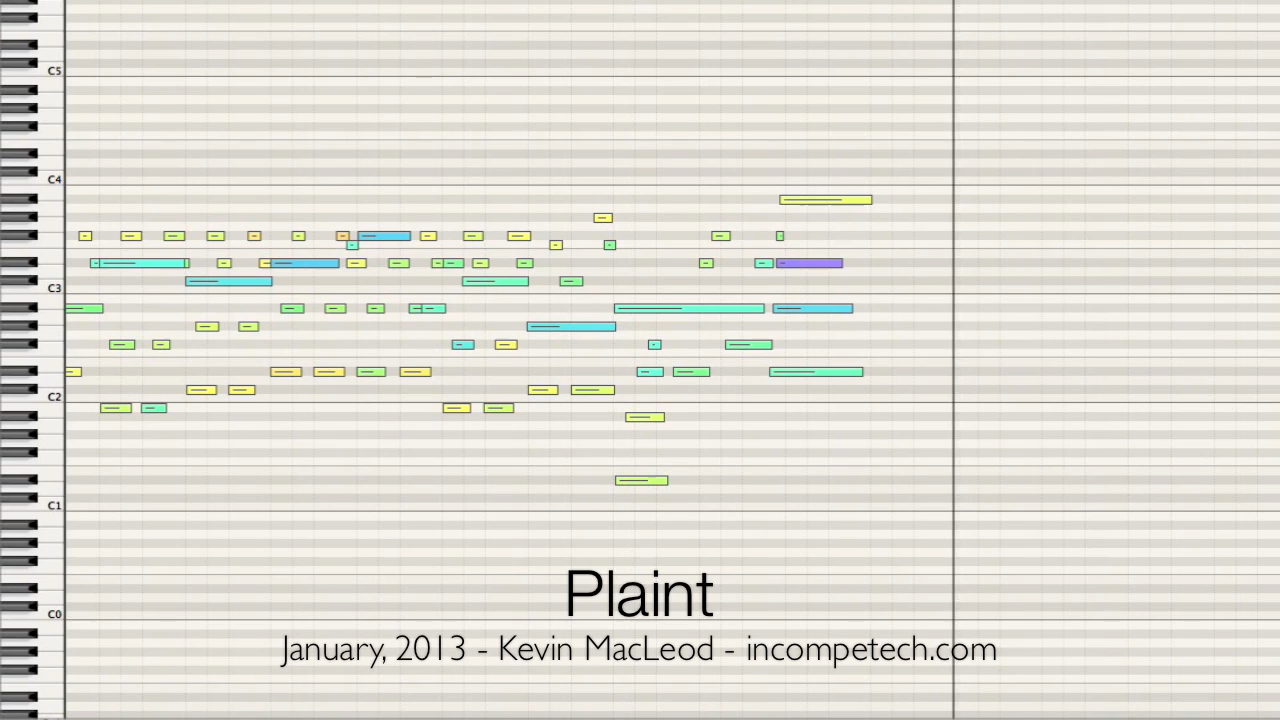 C5
C4
C3
C2
C1
C0
Plaint
January, 2013 - Kevin MacLeod - incompetech.com